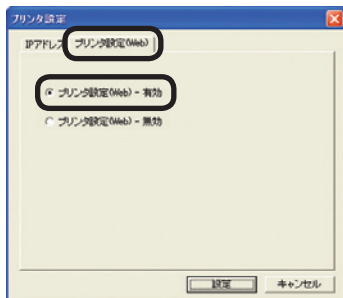 プリンタ設定
IPアドレス プリンタ設定(Web)
プリンタ設定(Web) - 有効
プリンタ設定(Web) - 無効
設定 キャンセル